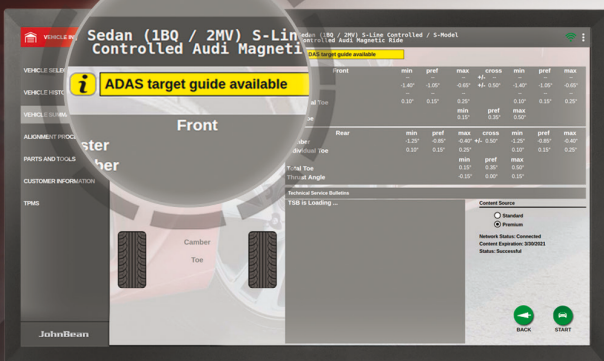 VEHICLE IN
Sedan (1BQ / 2MV) S-Lin
Controlled Audi Magneti
edan (1BQ / 2MV) S-Line Controlled / S-Model
ontrolled Audi Magnetic Ride
i ADAS target guide available
DAS target guide available
VEHICLE SELEC
VEHICLE HISTO
VEHICLE SUMMA
ALIGNMENT PROC
PARTS AND TOOLS
CUSTOMER INFORMATION
TPMS
Front
ster
ber
Front min pref max cross min pref max
-- -- -- +/- -- -- -- --
-1.40° -1.05° -0.65° +/- 0.50° -1.40° -1.05° -0.65°
-- -- -- -- -- --
al Toe 0.10° 0.15° 0.25° 0.10° 0.15° 0.25°
min pref max
oe 0.15° 0.35° 0.50°
Rear min pref max cross min pref max
mber -1.25° -0.85° -0.40° +/- 0.50° -1.25° -0.85° -0.40°
dividual Toe 0.10° 0.15° 0.25° 0.10° 0.15° 0.25°
min pref max
Total Toe 0.15° 0.35° 0.50°
Thrust Angle -0.15° 0.00° 0.15°
Technical Service Bulletins
TSB is Loading ...
Content Source
Standard
Premium
Network Status: Connected
Content Expiration: 3/30/2021
Status: Successful
Camber
Toe
BACK
START
JohnBean